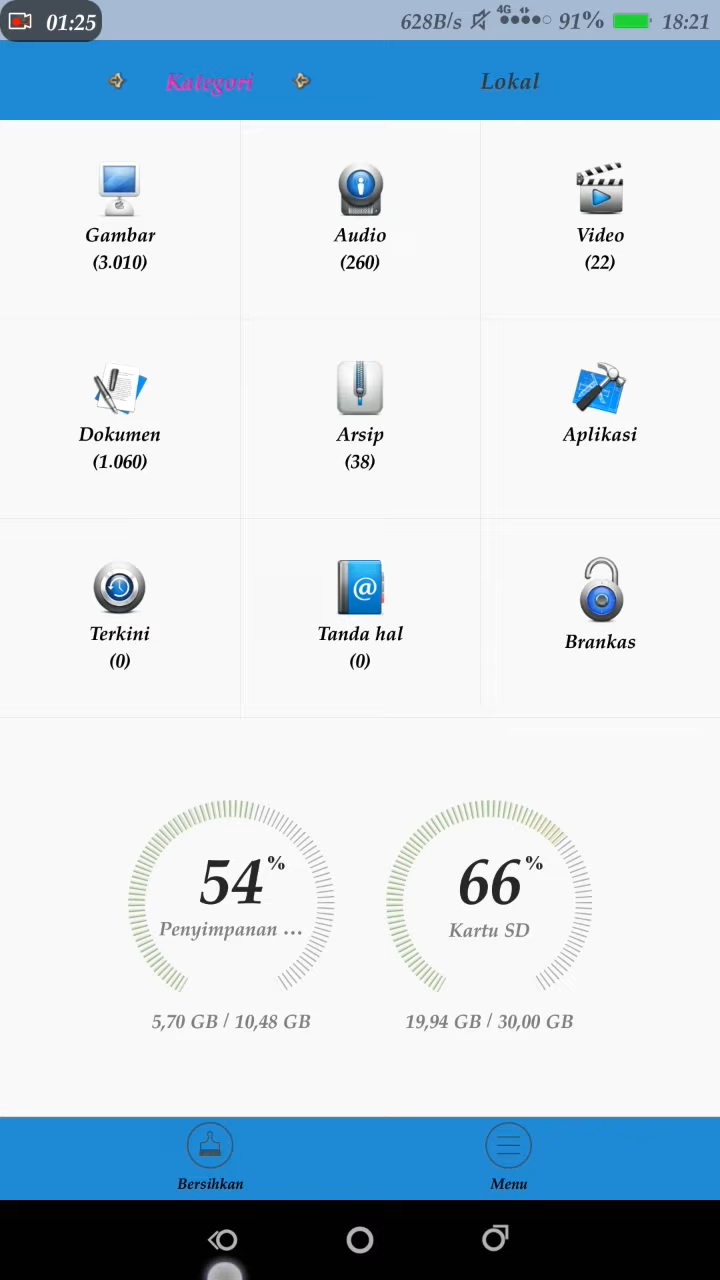 01:25 628B/s 4G 91% 18:21
Kategori Lokal
Gambar Audio Video
(3.010) (260) (22)
Dokumen Arsip Aplikasi
(1.060) (38)
Terkini Tanda hal Brankas
(0) (0)
54% 66%
Penyimpanan ... Kartu SD
5,70 GB / 10,48 GB 19,94 GB / 30,00 GB
Bersihkan Menu